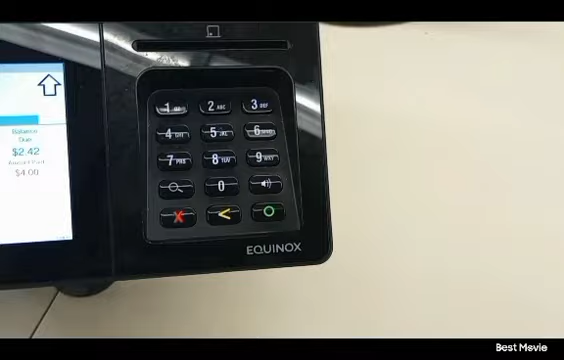 Balance
Due
$2.42
Amount Paid
$4.00
1
2 ABC
3 DEF
4 GHI
5 JKL
6 MNO
7 PRS
8 TUV
9 WXY
0
X <
EQUINOX
Best Movie